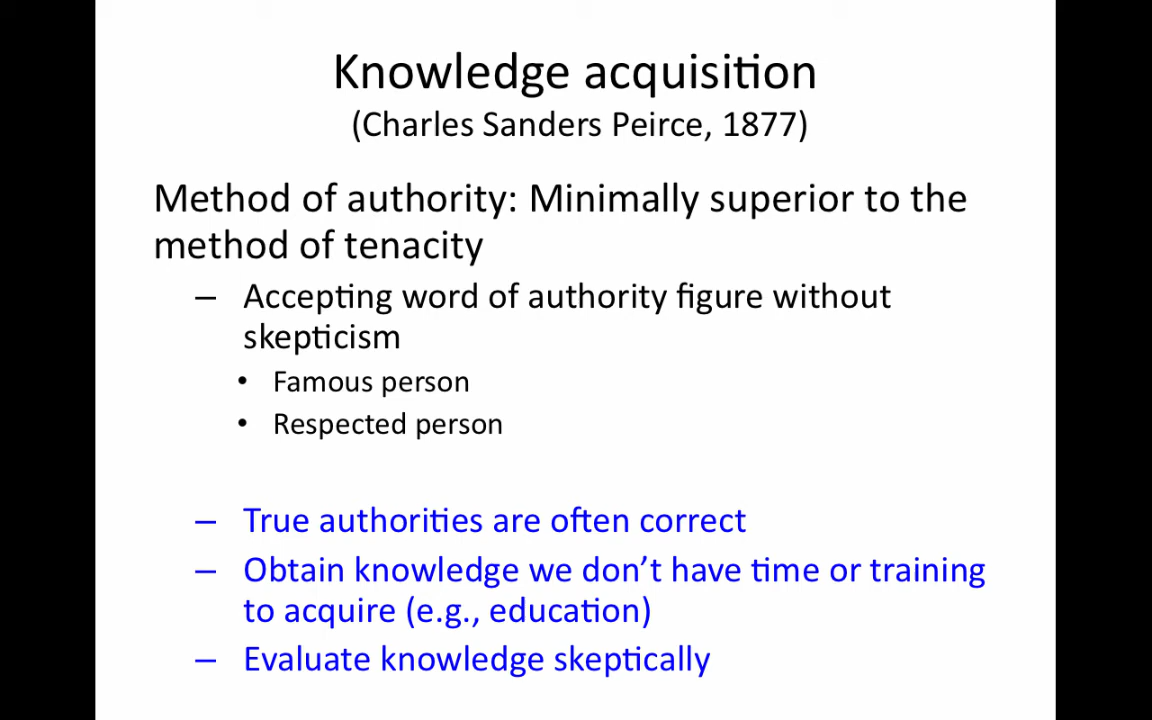 Knowledge acquisition
(Charles Sanders Peirce, 1877)
Method of authority: Minimally superior to the
method of tenacity
– Accepting word of authority figure without
skepticism
• Famous person
• Respected person
– True authorities are often correct
– Obtain knowledge we don’t have time or training
to acquire (e.g., education)
– Evaluate knowledge skeptically